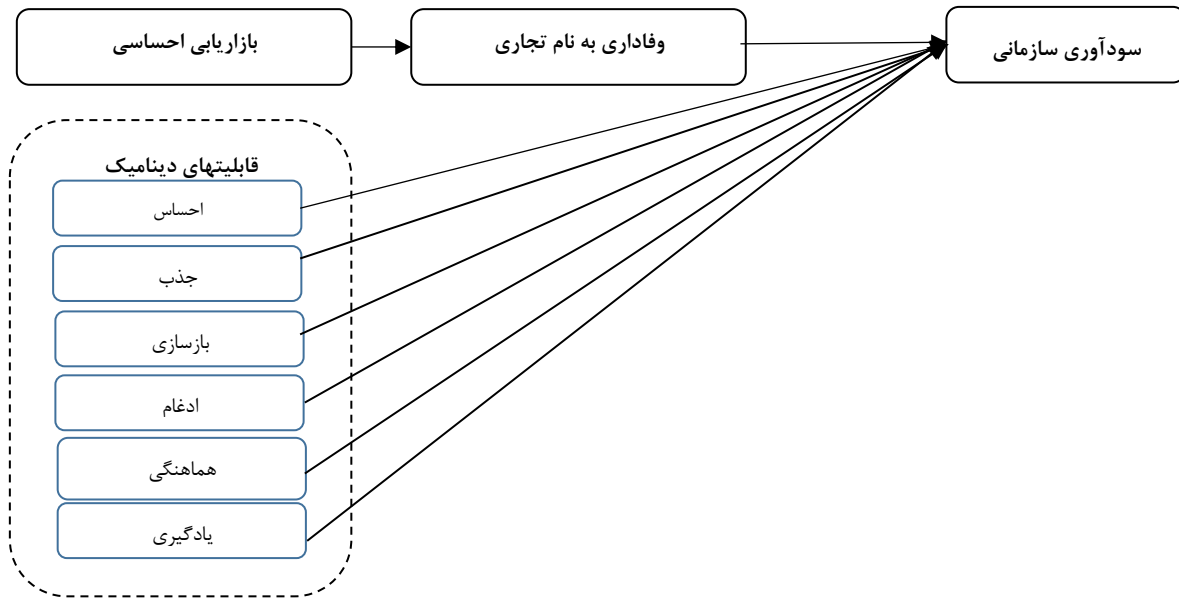 بازاریابی احساسی
وفاداری به نام تجاری
سودآوری سازمانی
قابلیتهای دینامیک
احساس
جذب
بازسازی
ادغام
هماهنگی
یادگیری